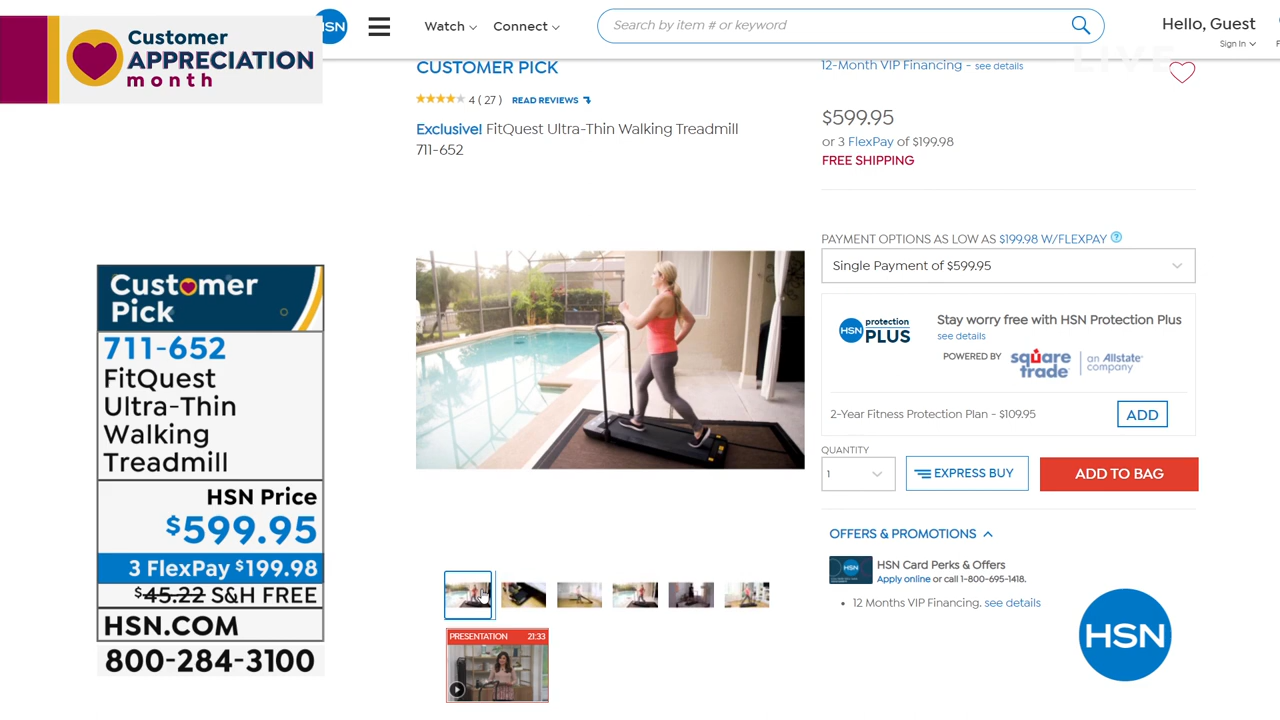 Customer
APPRECIATION
month
HSN
Watch
Connect
Search by item # or keyword
Hello, Guest
Sign In
LIVE
CUSTOMER PICK
4 ( 27 ) READ REVIEWS
Exclusive! FitQuest Ultra-Thin Walking Treadmill
711-652
12-Month VIP Financing - see details
$599.95
or 3 FlexPay of $199.98
FREE SHIPPING
PAYMENT OPTIONS AS LOW AS $199.98 W/FLEXPAY ?
Single Payment of $599.95
HSN protection PLUS
Stay worry free with HSN Protection Plus
see details
POWERED BY square trade an Allstate company
2-Year Fitness Protection Plan - $109.95
ADD
QUANTITY
1
EXPRESS BUY
ADD TO BAG
OFFERS & PROMOTIONS
HSN
HSN Card Perks & Offers
Apply online or call 1-800-695-1418.
• 12 Months VIP Financing. see details
HSN
Customer
Pick
711-652
FitQuest
Ultra-Thin
Walking
Treadmill
HSN Price
$599.95
3 FlexPay $199.98
$45.22 S&H FREE
HSN.COM
800-284-3100
PRESENTATION 21:33